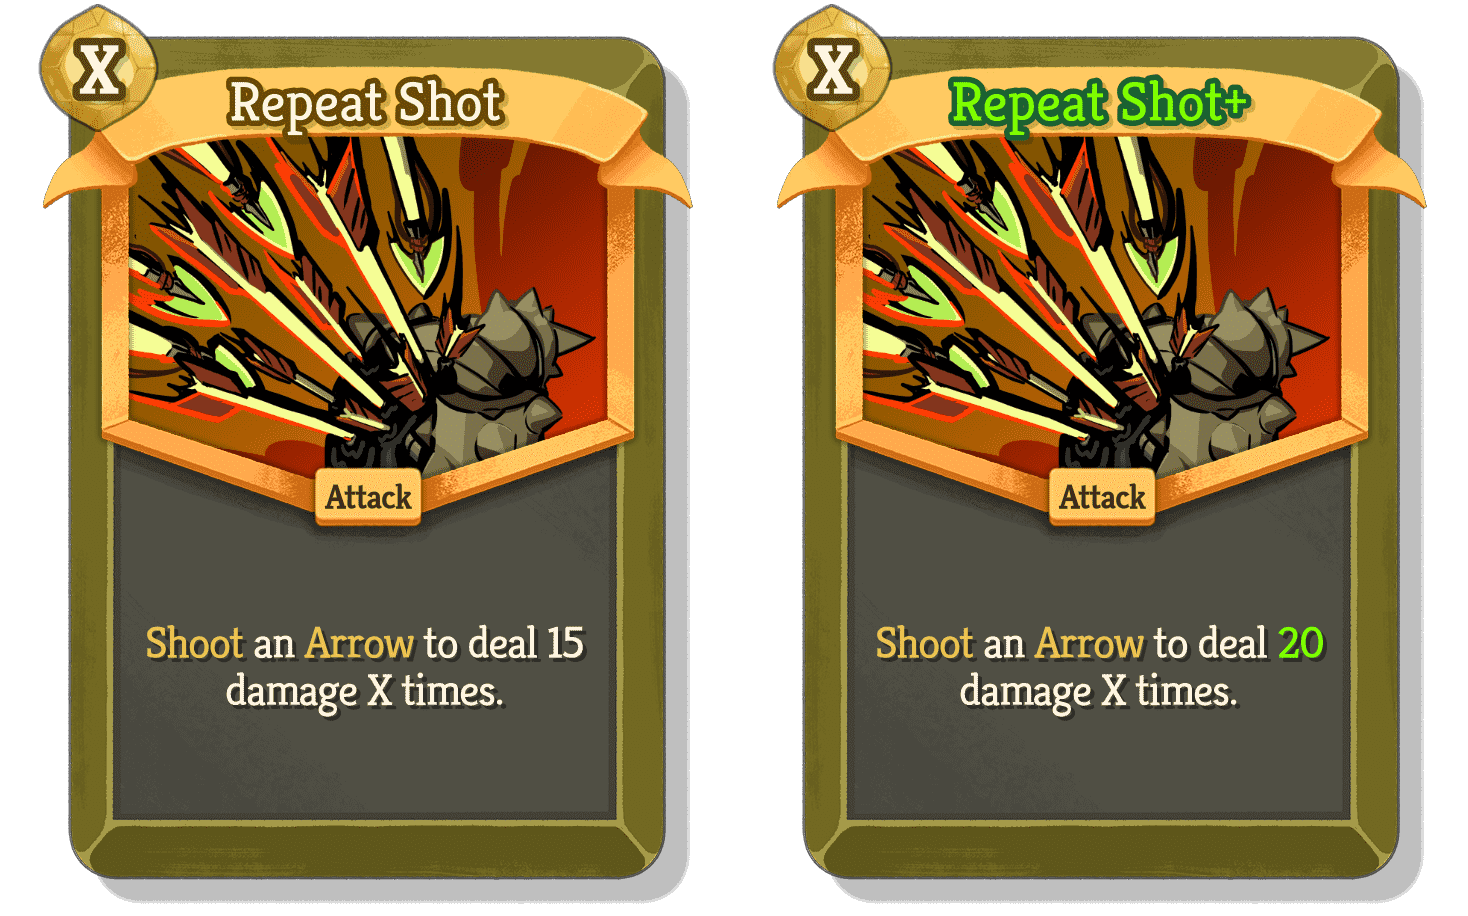 X
Repeat Shot
Attack
Shoot an Arrow to deal 15
damage X times.
X
Repeat Shot+
Attack
Shoot an Arrow to deal 20
damage X times.